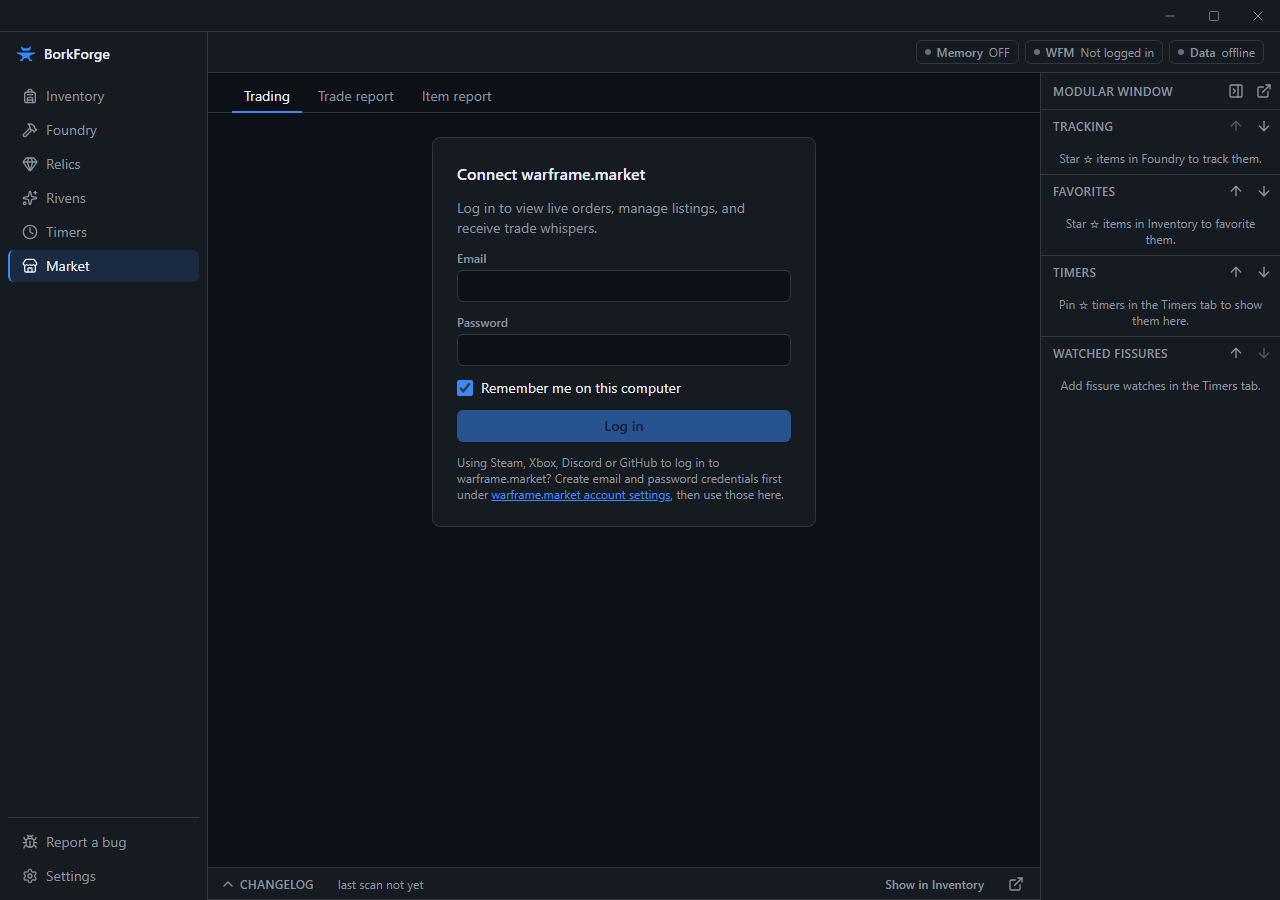 BorkForge
Memory OFF
WFM Not logged in
Data offline
Inventory
Foundry
Relics
Rivens
Timers
Market
Report a bug
Settings
Trading
Trade report
Item report
Connect warframe.market
Log in to view live orders, manage listings, and
receive trade whispers.
Email
Password
Remember me on this computer
Log in
Using Steam, Xbox, Discord or GitHub to log in to
warframe.market? Create email and password credentials first
under warframe.market account settings, then use those here.
MODULAR WINDOW
TRACKING
Star ☆ items in Foundry to track them.
FAVORITES
Star ☆ items in Inventory to favorite
them.
TIMERS
Pin ☆ timers in the Timers tab to show
them here.
WATCHED FISSURES
Add fissure watches in the Timers tab.
CHANGELOG
last scan not yet
Show in Inventory